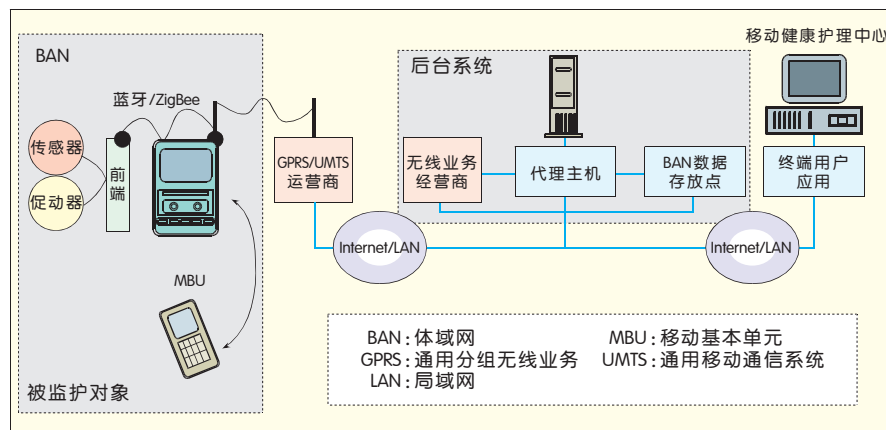 BAN
蓝牙/ZigBee
传感器
促动器
前端
MBU
被监护对象
GPRS/UMTS
运营商
Internet/LAN
后台系统
无线业务
经营商
代理主机
BAN数据
存放点
Internet/LAN
移动健康护理中心
终端用户
应用
BAN:体域网
MBU:移动基本单元
GPRS:通用分组无线业务
UMTS:通用移动通信系统
LAN:局域网